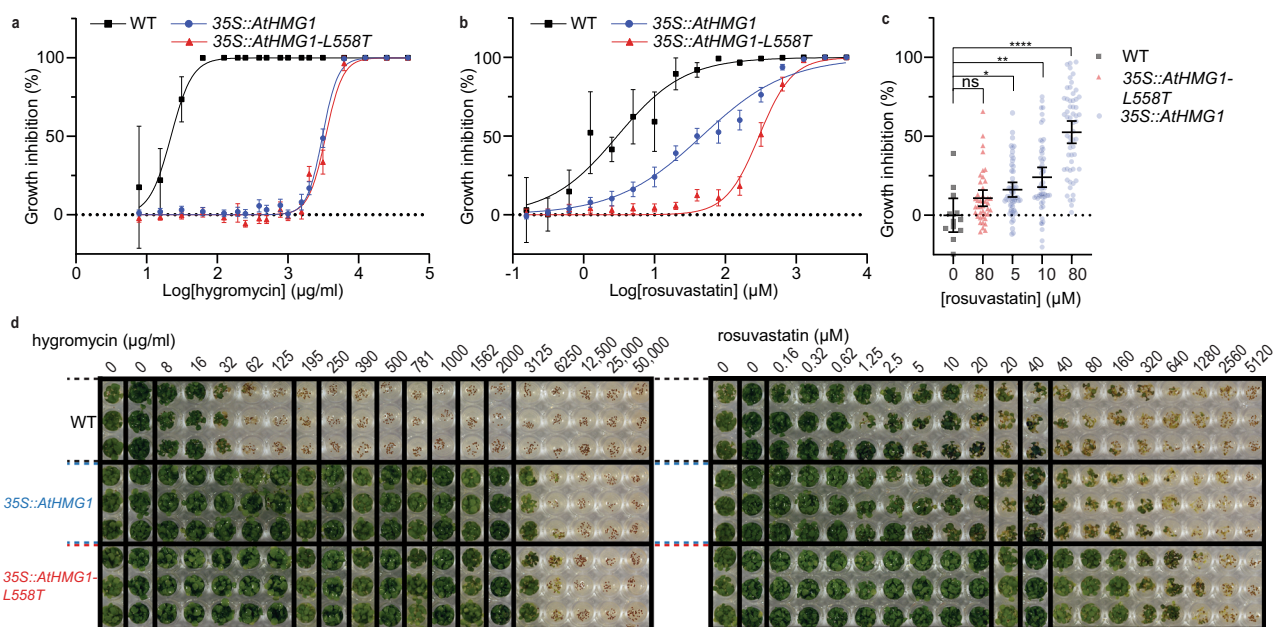 a
WT
35S::AtHMG1
35S::AtHMG1-L558T
Growth inhibition (%)
100
50
0
0
1
2
3
4
5
Log[hygromycin] (µg/ml)
b
WT
35S::AtHMG1
35S::AtHMG1-L558T
Growth inhibition (%)
100
50
0
-1
0
1
2
3
4
Log[rosuvastatin] (µM)
c
WT
35S::AtHMG1-
L558T
35S::AtHMG1
Growth inhibition (%)
100
50
0
****
**
*
ns
0
80
5
10
80
[rosuvastatin] (µM)
d
hygromycin (µg/ml)
0 0 8 16 32 62 125 195 250 390 500 781 1000 1562 2000 3125 6250 12,500 25,000 50,000
rosuvastatin (µM)
0 0 0.16 0.32 0.62 1.25 2.5 5 10 20 20 40 40 80 160 320 640 1280 2560 5120
WT
35S::AtHMG1
35S::AtHMG1-
L558T